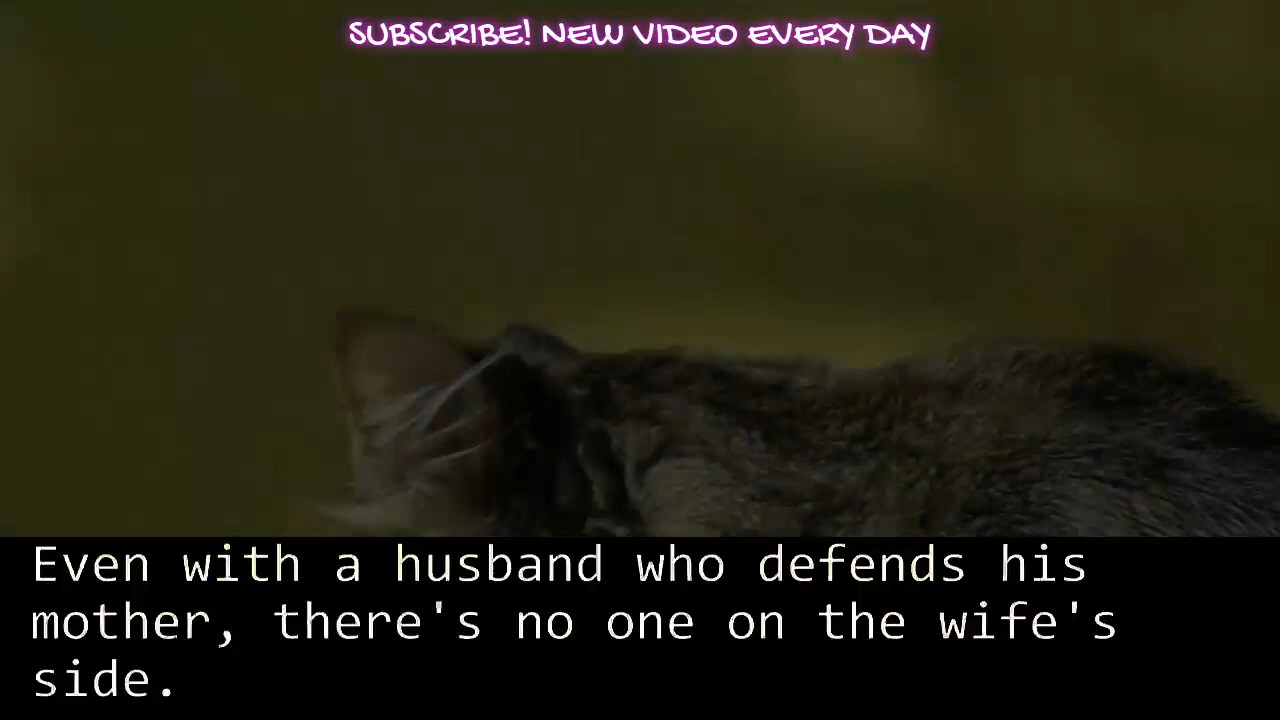 SUBSCRIBE! NEW VIDEO EVERY DAY
Even with a husband who defends his
mother, there's no one on the wife's
side.